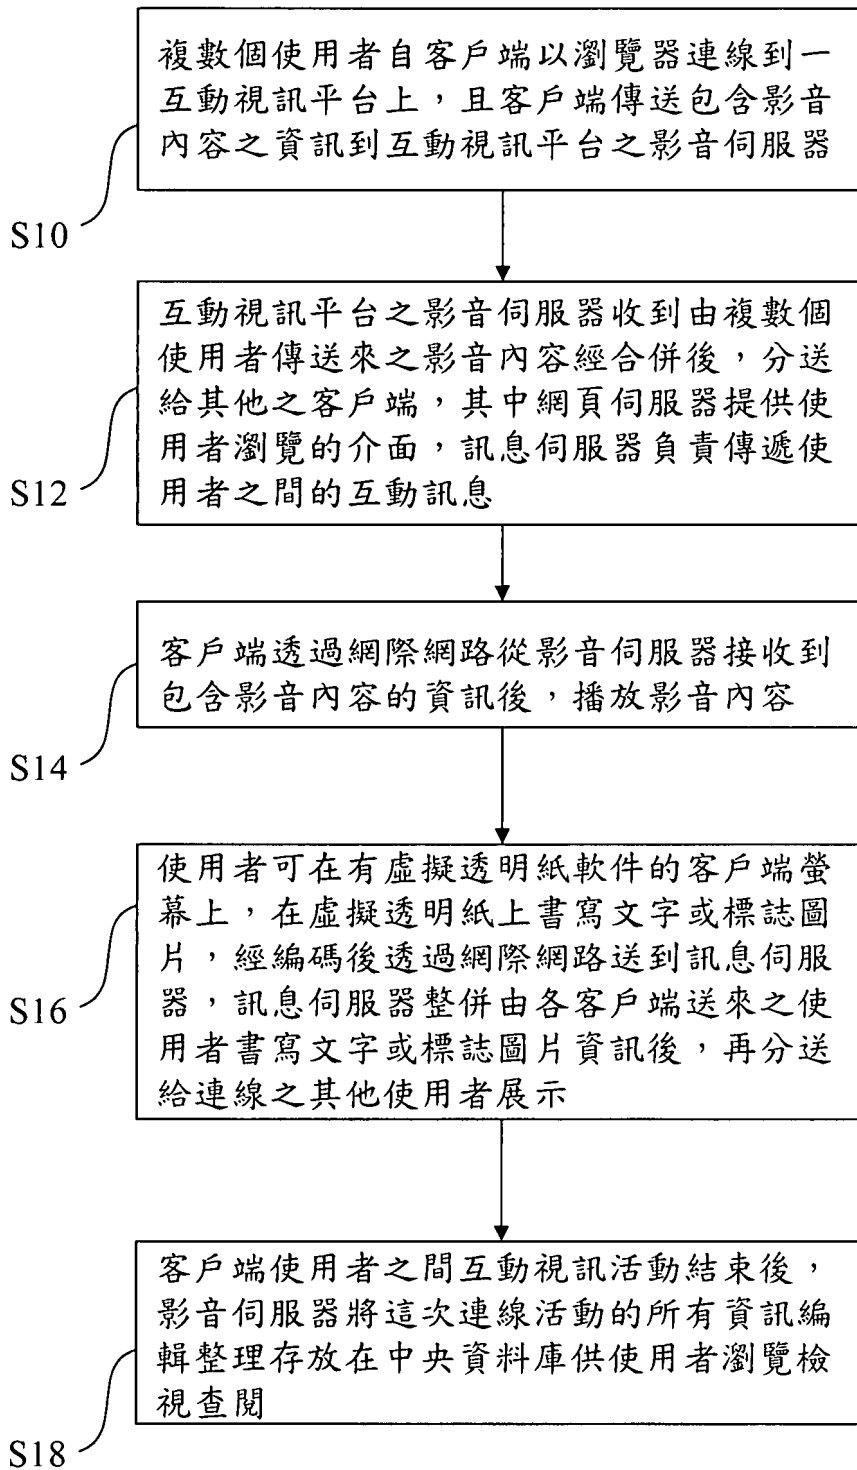 複數個使用者自客戶端以瀏覽器連線到一
互動視訊平台上，且客戶端傳送包含影音
內容之資訊到互動視訊平台之影音伺服器
S10
互動視訊平台之影音伺服器收到由複數個
使用者傳送來之影音內容經合併後，分送
給其他之客戶端，其中網頁伺服器提供使
用者瀏覽的介面，訊息伺服器負責傳遞使
用者之間的互動訊息
S12
客戶端透過網際網路從影音伺服器接收到
包含影音內容的資訊後，播放影音內容
S14
使用者可在有虛擬透明紙軟件的客戶端螢
幕上，在虛擬透明紙上書寫文字或標誌圖
片，經編碼後透過網際網路送到訊息伺服
器，訊息伺服器整併由各客戶端送來之使
用者書寫文字或標誌圖片資訊後，再分送
給連線之其他使用者展示
S16
客戶端使用者之間互動視訊活動結束後，
影音伺服器將這次連線活動的所有資訊編
輯整理存放在中央資料庫供使用者瀏覽檢
視查閱
S18